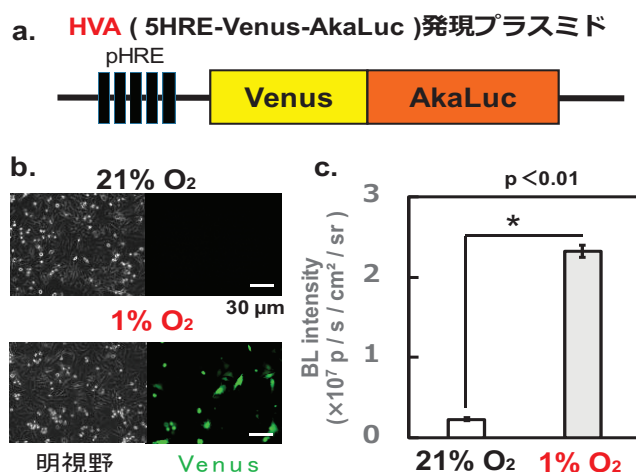 a. HVA ( 5HRE-Venus-AkaLuc )発現プラスミド
pHRE
Venus AkaLuc
b.
21% O₂
30 µm
1% O₂
明視野 Venus
c.
p <0.01
3
2
1
0
*
BL intensity
(×10⁷ p / s / cm² / sr )
21% O₂ 1% O₂